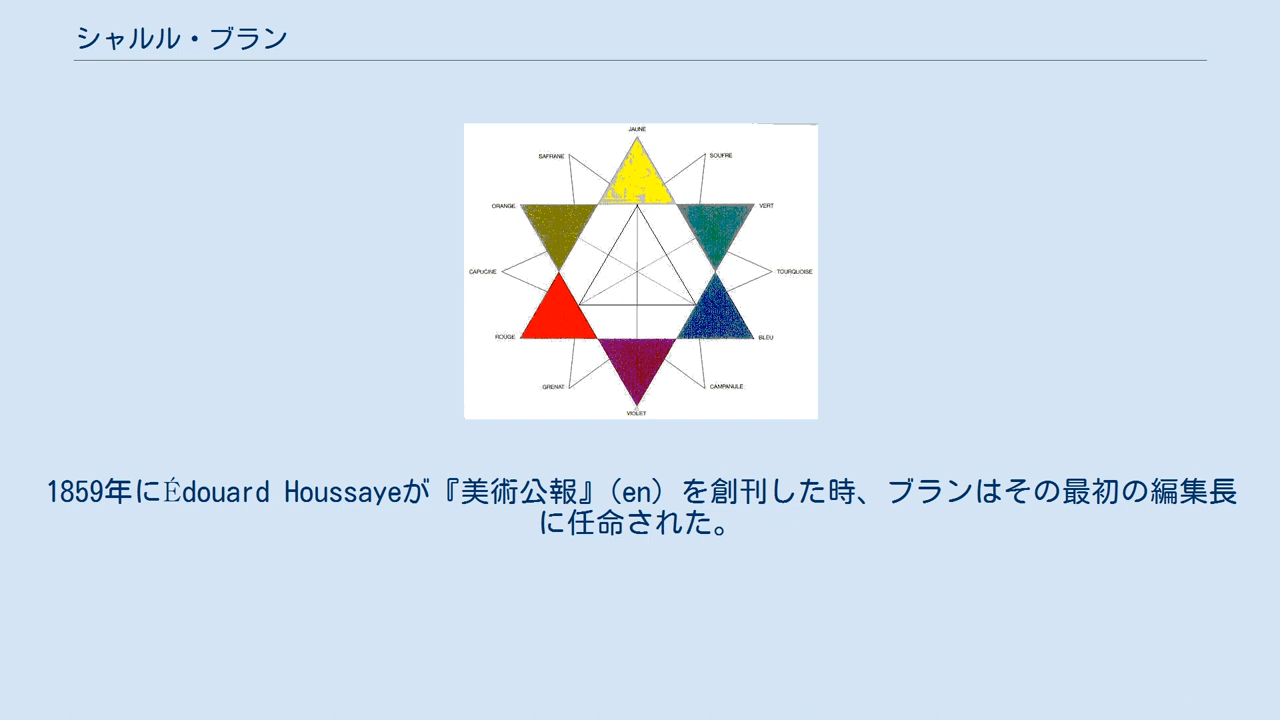 シャルル・ブラン
JAUNE
SAFRANE
SOUFRE
ORANGE
VERT
CAPUCINE
TOURQUOISE
ROUGE
BLEU
GRENAT
CAMPANULE
VIOLET
1859年にÉdouard Houssayeが『美術公報』(en) を創刊した時、ブランはその最初の編集長
に任命された。